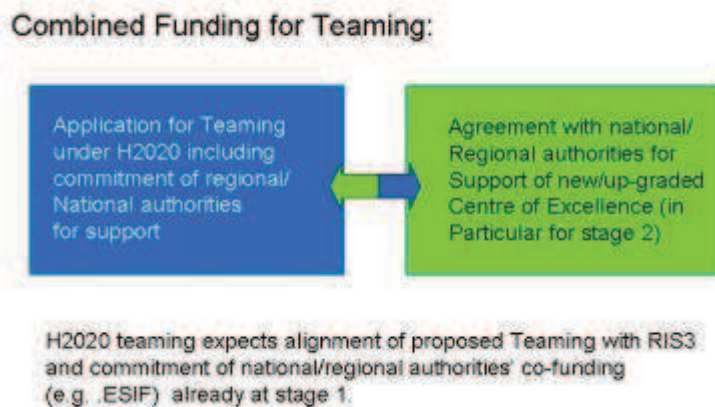 Combined Funding for Teaming:
Application for Teaming
under H2020 including
commitment of regional/
National authorities
for support
Agreement with national/
Regional authorities for
Support of new/up-graded
Centre of Excellence (in
Particular for stage 2)
H2020 teaming expects alignment of proposed Teaming with RIS3
and commitment of national/regional authorities' co-funding
(e.g. .ESIF) already at stage 1.